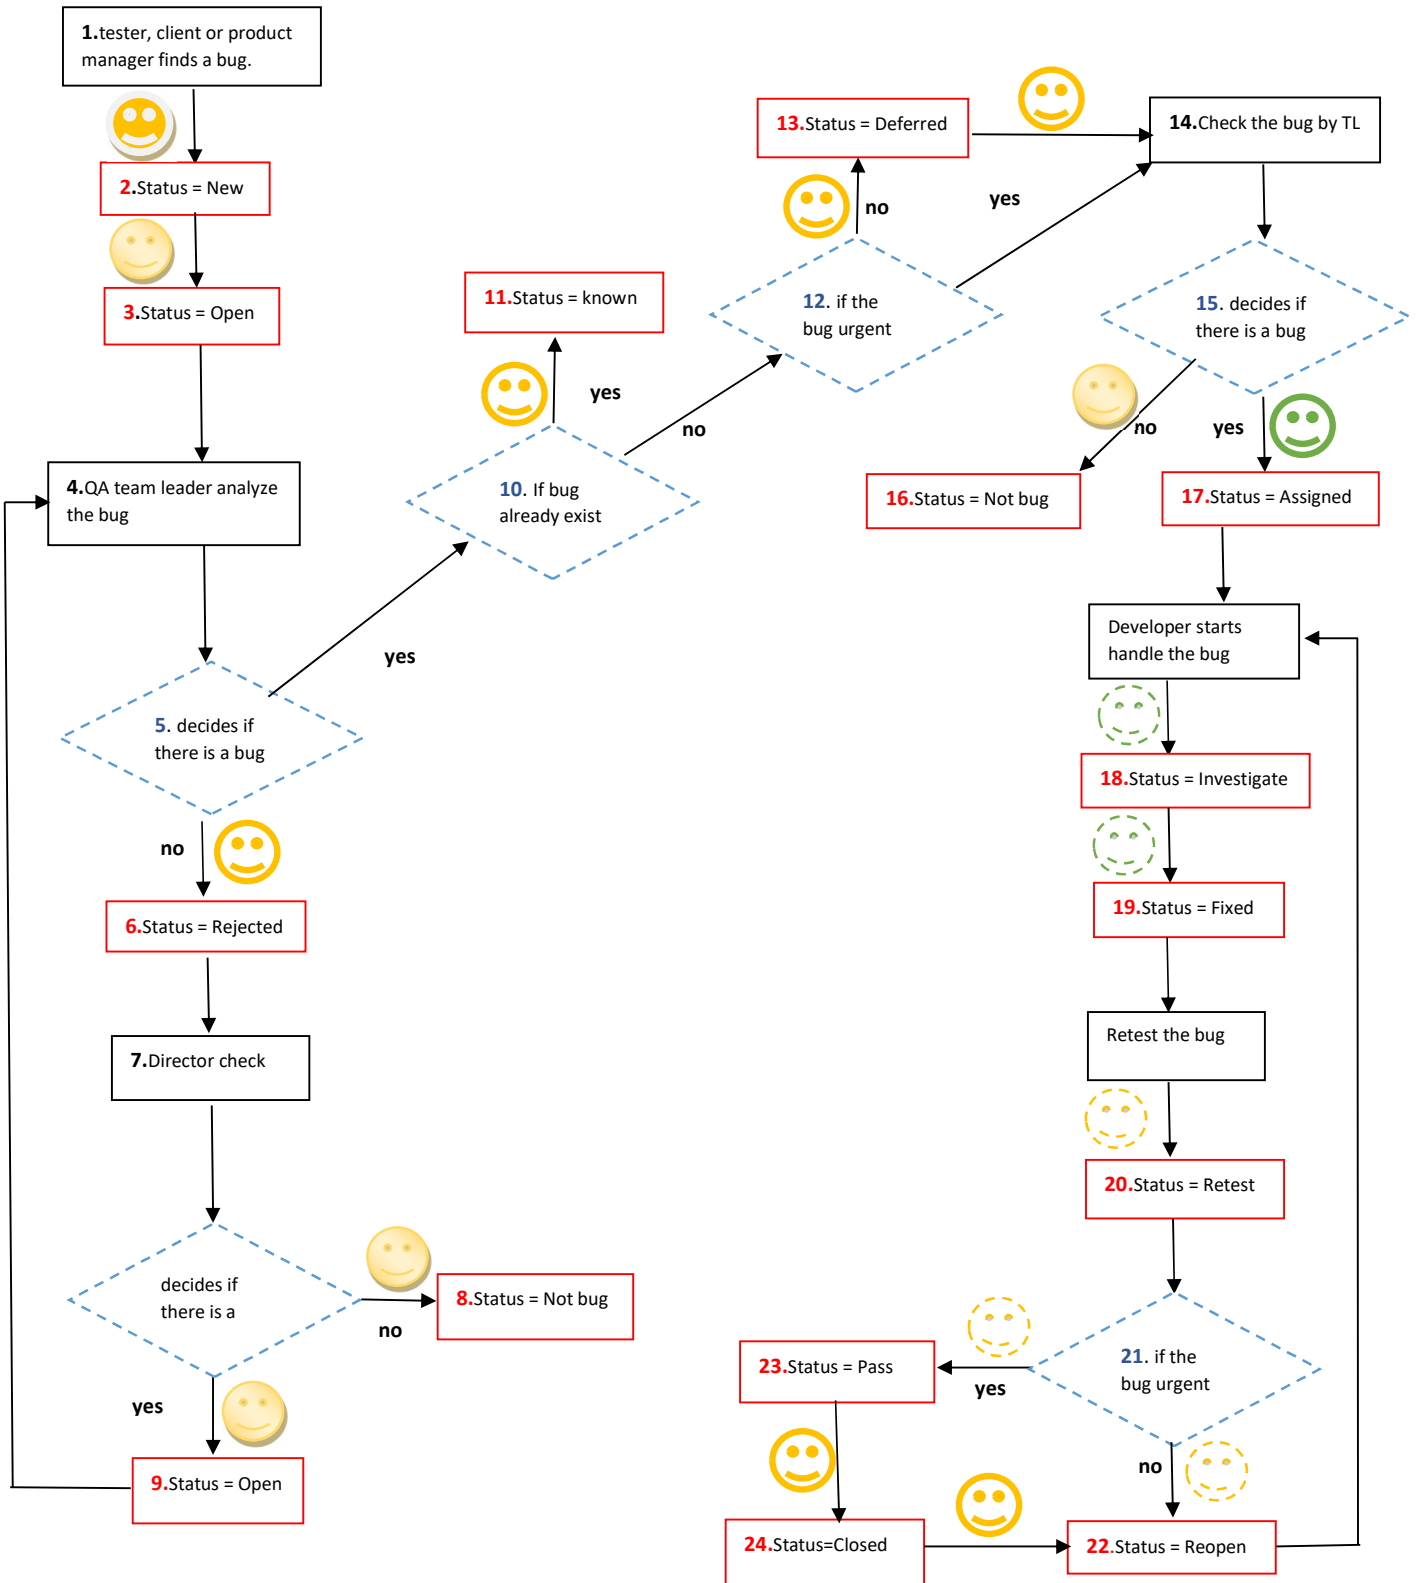 1.tester, client or product
manager finds a bug.
2.Status = New
3.Status = Open
4.QA team leader analyze
the bug
yes
5. decides if
there is a bug
no
6.Status = Rejected
7.Director check
decides if
there is a
no
8.Status = Not bug
yes
9.Status = Open
10. If bug
already exist
yes
11.Status = known
no
12. if the
bug urgent
no
yes
13.Status = Deferred
14.Check the bug by TL
15. decides if
there is a bug
no
yes
16.Status = Not bug
17.Status = Assigned
Developer starts
handle the bug
18.Status = Investigate
19.Status = Fixed
Retest the bug
20.Status = Retest
21. if the
bug urgent
yes
no
23.Status = Pass
24.Status=Closed
22.Status = Reopen